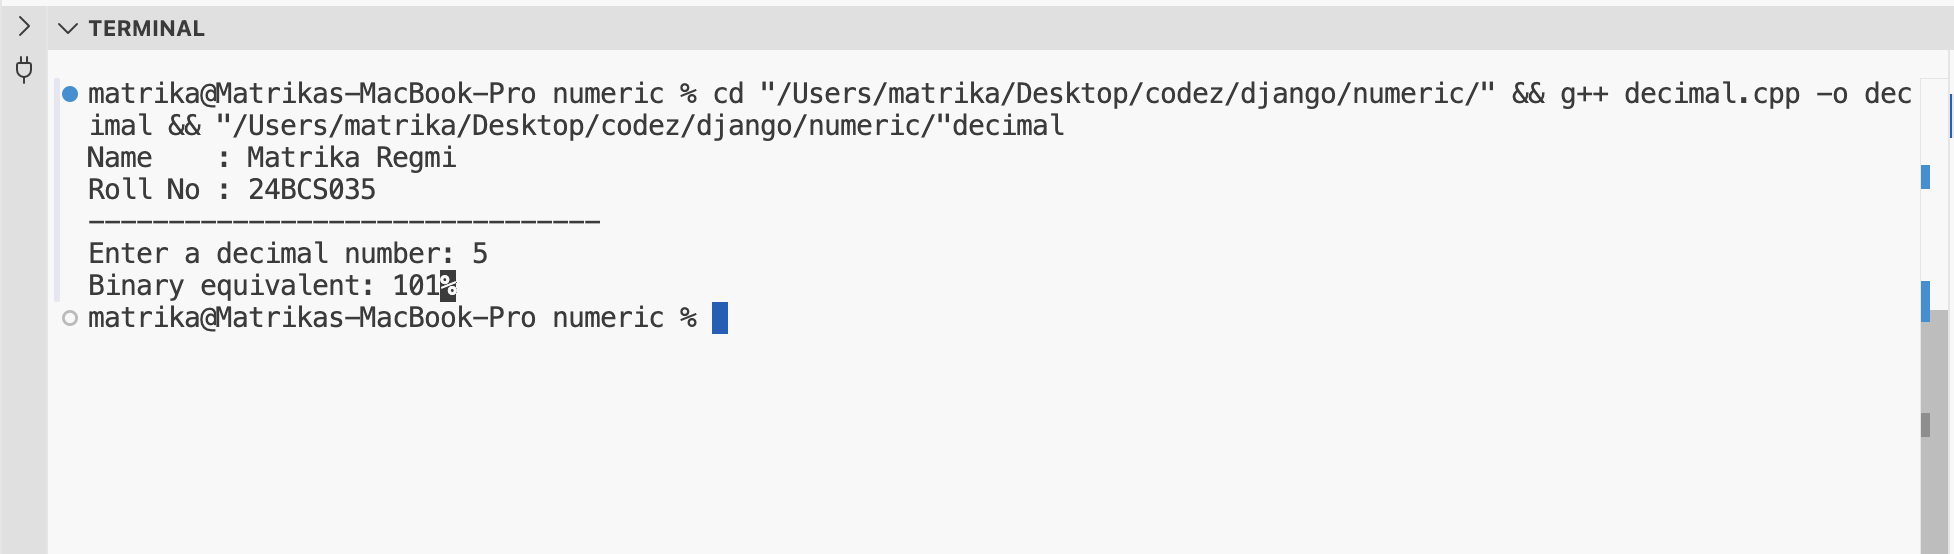 TERMINAL
matrika@Matrikas-MacBook-Pro numeric % cd "/Users/matrika/Desktop/codez/django/numeric/" && g++ decimal.cpp -o dec
imal && "/Users/matrika/Desktop/codez/django/numeric/"decimal
Name    : Matrika Regmi
Roll No : 24BCS035
--------------------------------
Enter a decimal number: 5
Binary equivalent: 101%
matrika@Matrikas-MacBook-Pro numeric %